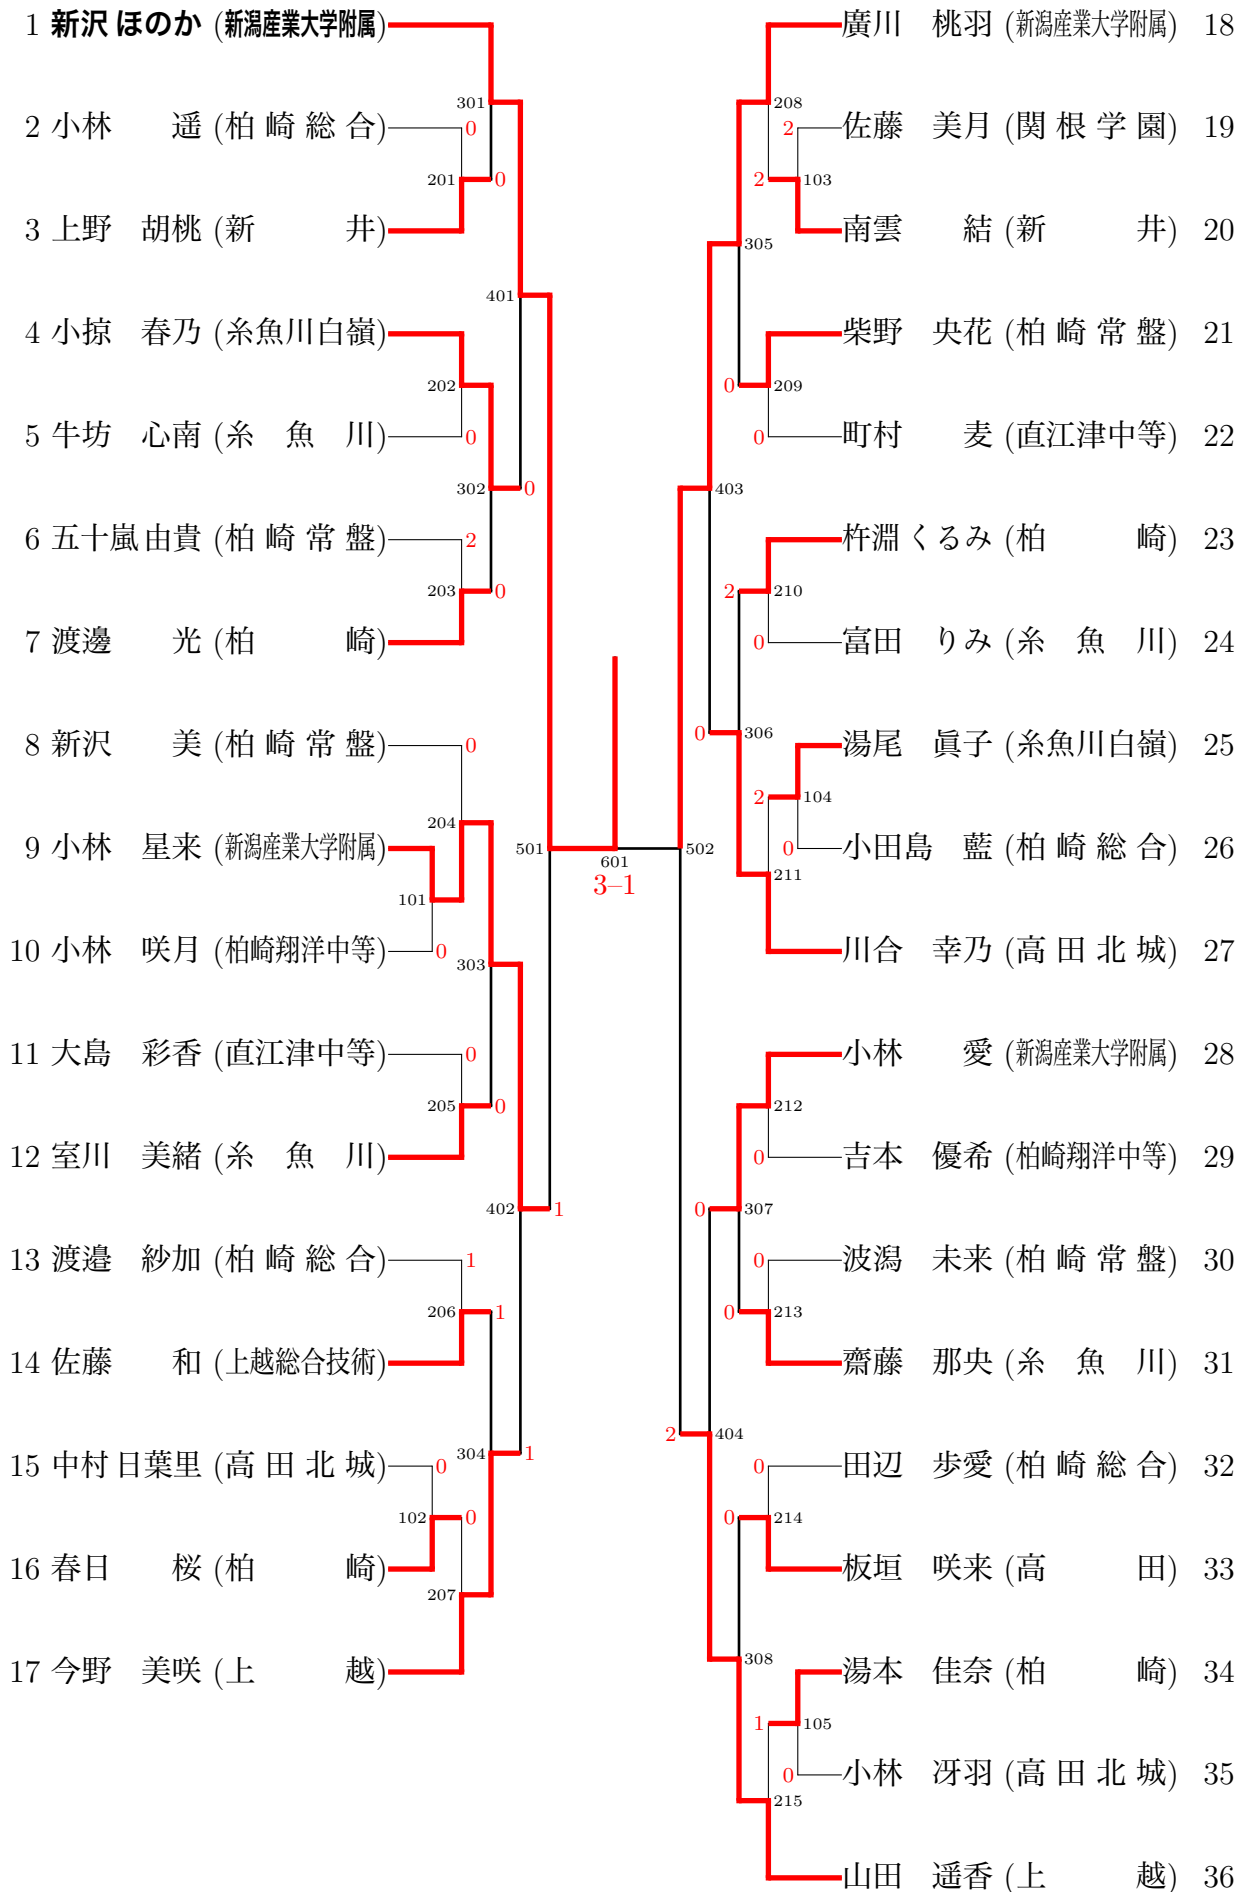 1 新沢 ほのか (新潟産業大学附属)
301
2 小林 遥 (柏崎総合)
0
201
0
3 上野 胡桃 (新井)
401
4 小掠 春乃 (糸魚川白嶺)
202
5 牛坊 心南 (糸魚川)
0
302
0
6 五十嵐 由貴 (柏崎常盤)
2
203
0
7 渡邊 光 (柏崎)
8 新沢 美 (柏崎常盤)
0
204
9 小林 星来 (新潟産業大学附属)
501
101
10 小林 咲月 (柏崎翔洋中等)
0
303
11 大島 彩香 (直江津中等)
0
205
0
12 室川 美緒 (糸魚川)
402
1
13 渡邉 紗加 (柏崎総合)
1
206
1
14 佐藤 和 (上越総合技術)
304
1
15 中村 日葉里 (高田北城)
0
102
0
16 春日 桜 (柏崎)
207
17 今野 美咲 (上越)
601
3–1
廣川 桃羽 (新潟産業大学附属) 18
208
2
佐藤 美月 (関根学園) 19
2
103
南雲 結 (新井) 20
305
柴野 央花 (柏崎常盤) 21
0
209
0
町村 麦 (直江津中等) 22
403
杵淵 くるみ (柏崎) 23
2
210
0
富田 りみ (糸魚川) 24
0
306
湯尾 眞子 (糸魚川白嶺) 25
2
104
502
0
小田島 藍 (柏崎総合) 26
211
川合 幸乃 (高田北城) 27
小林 愛 (新潟産業大学附属) 28
212
0
吉本 優希 (柏崎翔洋中等) 29
0
307
0
波潟 未来 (柏崎常盤) 30
0
213
齋藤 那央 (糸魚川) 31
2
404
0
田辺 歩愛 (柏崎総合) 32
0
214
板垣 咲来 (高田) 33
308
湯本 佳奈 (柏崎) 34
1
105
0
小林 冴羽 (高田北城) 35
215
山田 遥香 (上越) 36